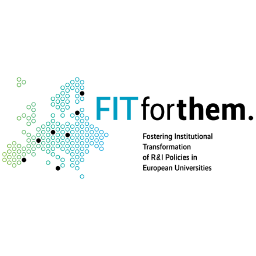 FITforthem.
Fostering Institutional
Transformation
of R&I Policies in
European Universities